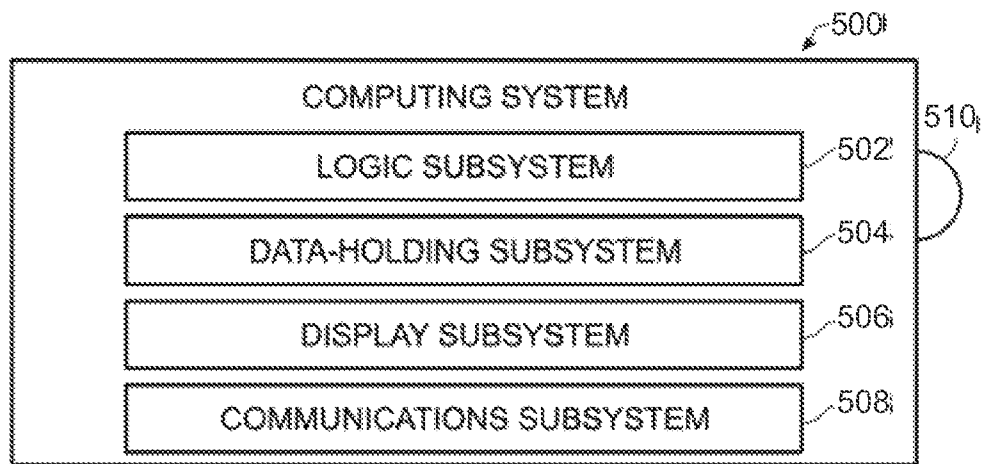 500
COMPUTING SYSTEM
510
LOGIC SUBSYSTEM
502
DATA-HOLDING SUBSYSTEM
504
DISPLAY SUBSYSTEM
506
COMMUNICATIONS SUBSYSTEM
508